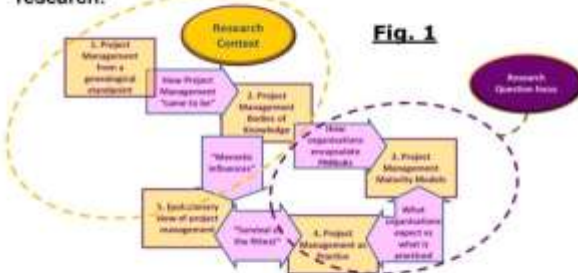 research.
Fig. 1
Research
Context
Research
Question focus
1. Project
Management
from a
genealogical
standpoint
How Project
Management
"came to be"
2. Project
Management
Bodies of
Knowledge
How
organisations
encapsulate
PMBoKs
3. Project
Management
Maturity Models
"Memetic
influences"
What
organisations
expect vs
what is
practised
5. Evolutionary
view of project
management
"Survival of
the fittest"
4. Project
Management as
Practise